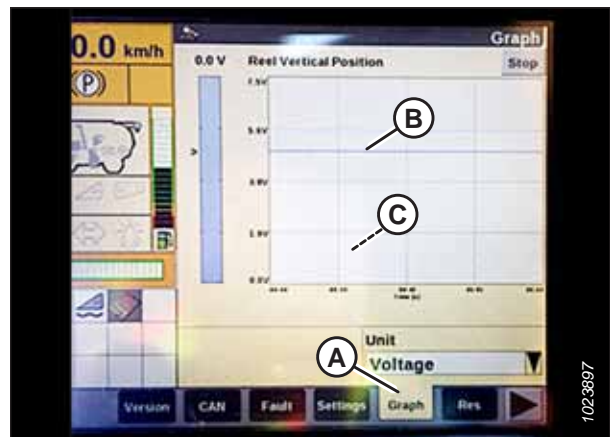 0.0 km/h
Graph
0.0 V
Reel Vertical Position
Stop
(P)
B
C
A
Unit
Voltage
Version
CAN
Fault
Settings
Graph
Res
1023897